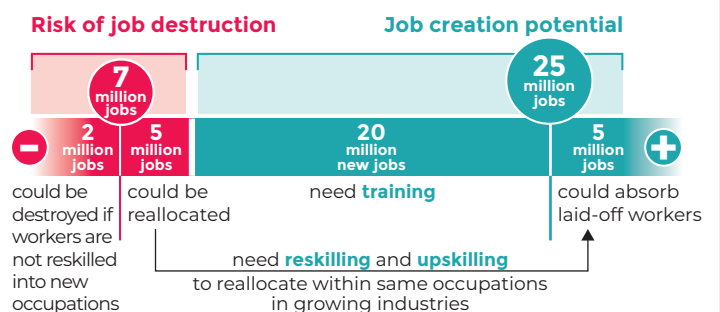 Risk of job destruction
Job creation potential
7
million
jobs
25
million
jobs
2
million
jobs
5
million
jobs
20
million
new jobs
5
million
jobs
could be
destroyed if
workers are
not reskilled
into new
occupations
could be
reallocated
need training
could absorb
laid-off workers
need reskilling and upskilling
to reallocate within same occupations
in growing industries